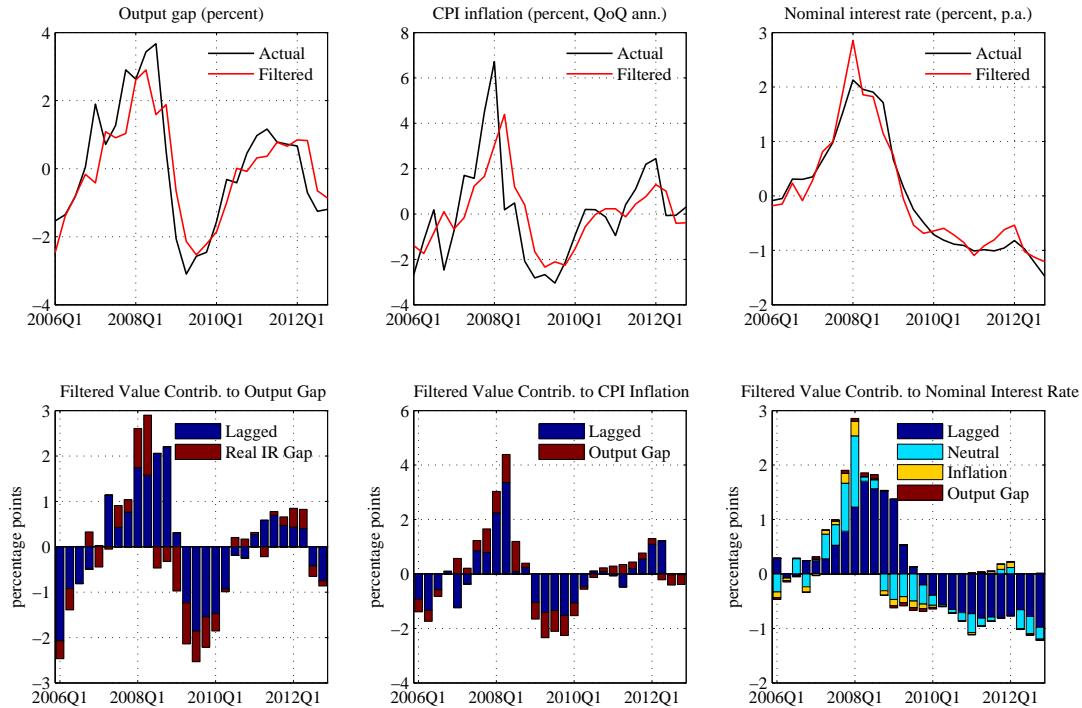 Output gap (percent)
4
2
0
−2
−4
2006Q1 2008Q1 2010Q1 2012Q1
Actual
Filtered
CPI inflation (percent, QoQ ann.)
8
6
4
2
0
−2
−4
2006Q1 2008Q1 2010Q1 2012Q1
Actual
Filtered
Nominal interest rate (percent, p.a.)
3
2
1
0
−1
−2
2006Q1 2008Q1 2010Q1 2012Q1
Actual
Filtered
Filtered Value Contrib. to Output Gap
percentage points
3
2
1
0
−1
−2
−3
2006Q1 2008Q1 2010Q1 2012Q1
Lagged
Real IR Gap
Filtered Value Contrib. to CPI Inflation
percentage points
6
4
2
0
−2
−4
2006Q1 2008Q1 2010Q1 2012Q1
Lagged
Output Gap
Filtered Value Contrib. to Nominal Interest Rate
percentage points
3
2
1
0
−1
−2
2006Q1 2008Q1 2010Q1 2012Q1
Lagged
Neutral
Inflation
Output Gap